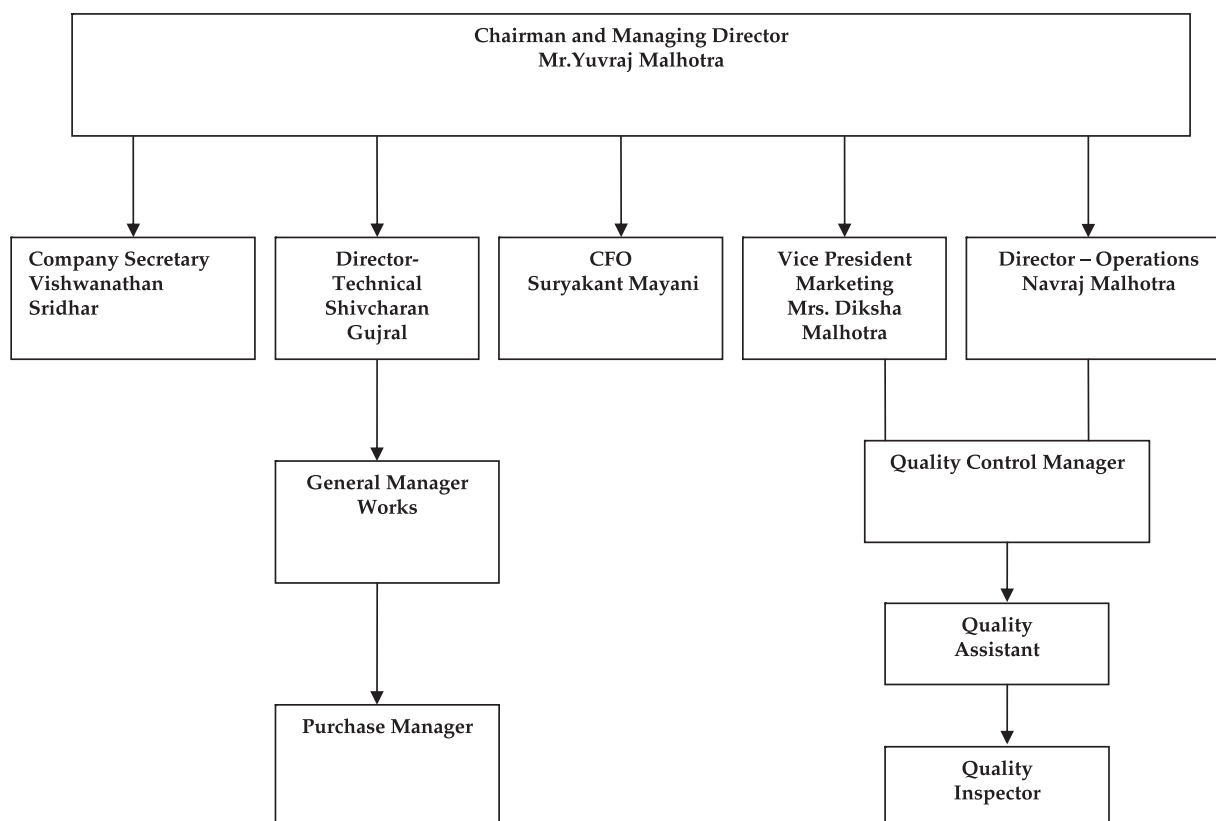 Chairman and Managing Director
Mr.Yuvraj Malhotra
Company Secretary
Vishwanathan
Sridhar
Director-
Technical
Shivcharan
Gujral
CFO
Suryakant Mayani
Vice President
Marketing
Mrs. Diksha
Malhotra
Director – Operations
Navraj Malhotra
General Manager
Works
Quality Control Manager
Quality
Assistant
Purchase Manager
Quality
Inspector